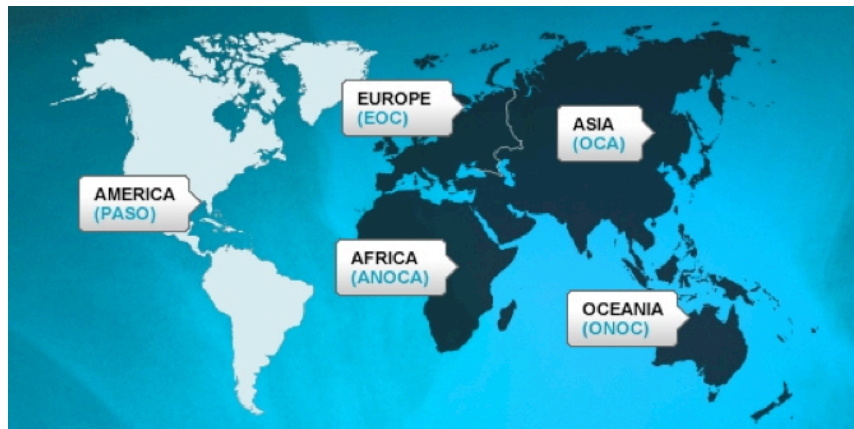 EUROPE
(EOC)
ASIA
(OCA)
AMERICA
(PASO)
AFRICA
(ANOCA)
OCEANIA
(ONOC)